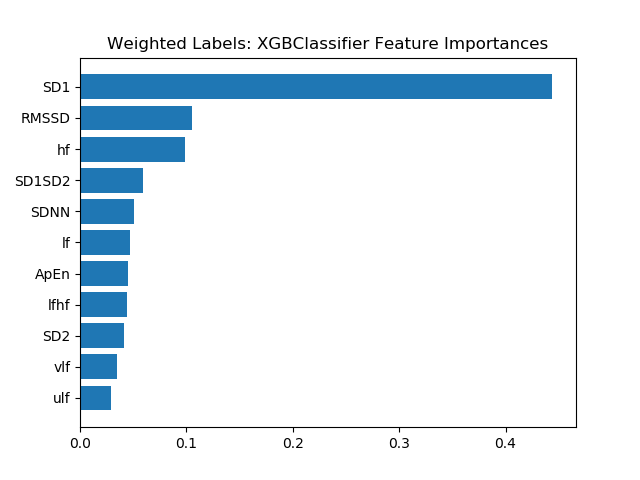 Weighted Labels: XGBClassifier Feature Importances
SD1
RMSSD
hf
SD1SD2
SDNN
lf
ApEn
lfhf
SD2
vlf
ulf
0.0 0.1 0.2 0.3 0.4